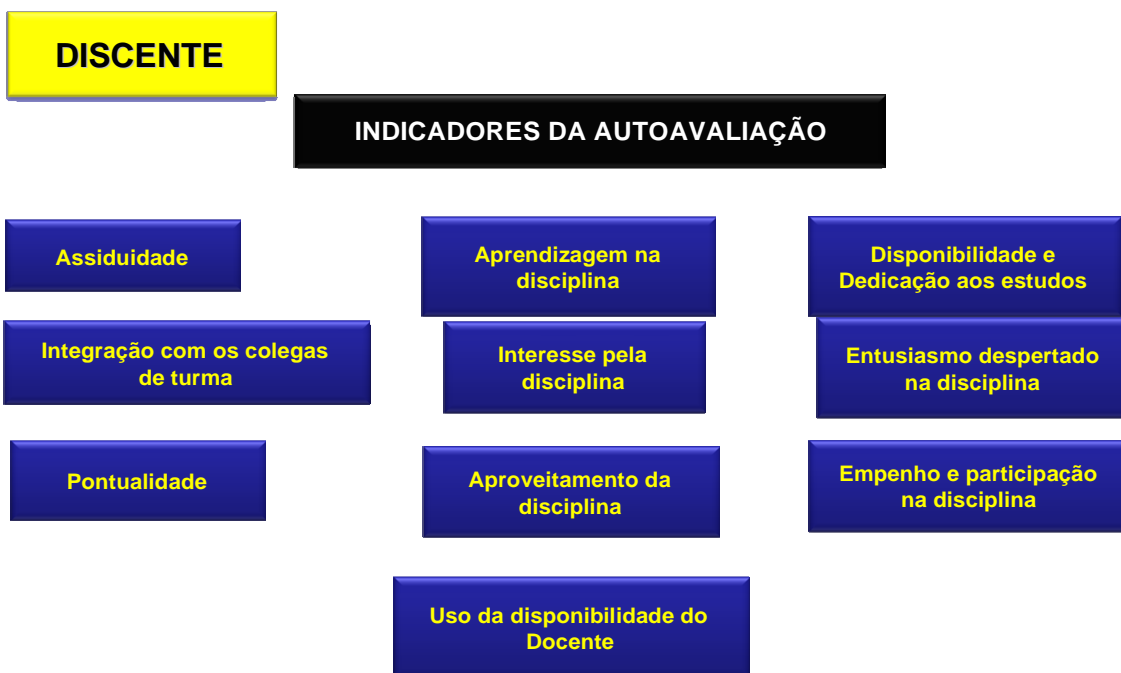 DISCENTE
INDICADORES DA AUTOAVALIAÇÃO
Assiduidade
Aprendizagem na
disciplina
Disponibilidade e
Dedicação aos estudos
Integração com os colegas
de turma
Interesse pela
disciplina
Entusiasmo despertado
na disciplina
Pontualidade
Aproveitamento da
disciplina
Empenho e participação
na disciplina
Uso da disponibilidade do
Docente